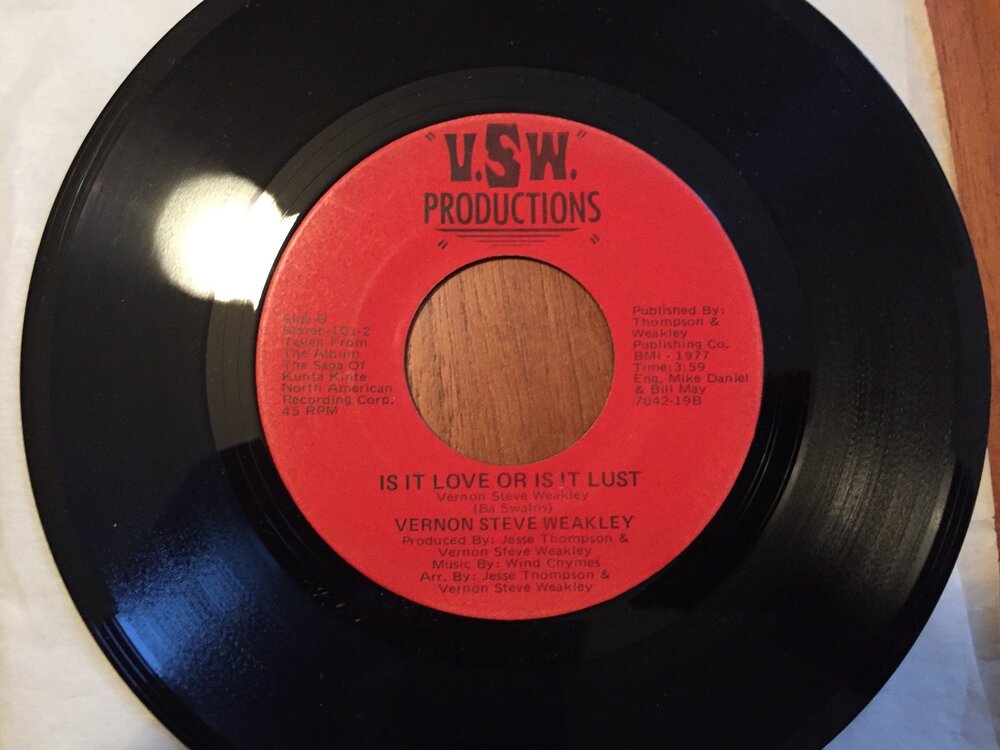 "V.S.W."
PRODUCTIONS
" "
Side B
Stereo-101-2
Taken From
The Album
The Saga Of
Kunta Kinte
North American
Recording Corp.
45 RPM
Published By:
Thompson &
Weakley
Publishing Co.
BMI - 1977
Time:3:59
Eng. Mike Daniel
& Bill May
7042-19B
IS IT LOVE OR IS IT LUST
Vernon Steve Weakley
(Ba Swalos)
VERNON STEVE WEAKLEY
Produced By: Jesse Thompson &
Vernon Steve Weakley
Music By: Wind Chymes
Arr. By: Jesse Thompson &
Vernon Steve Weakley